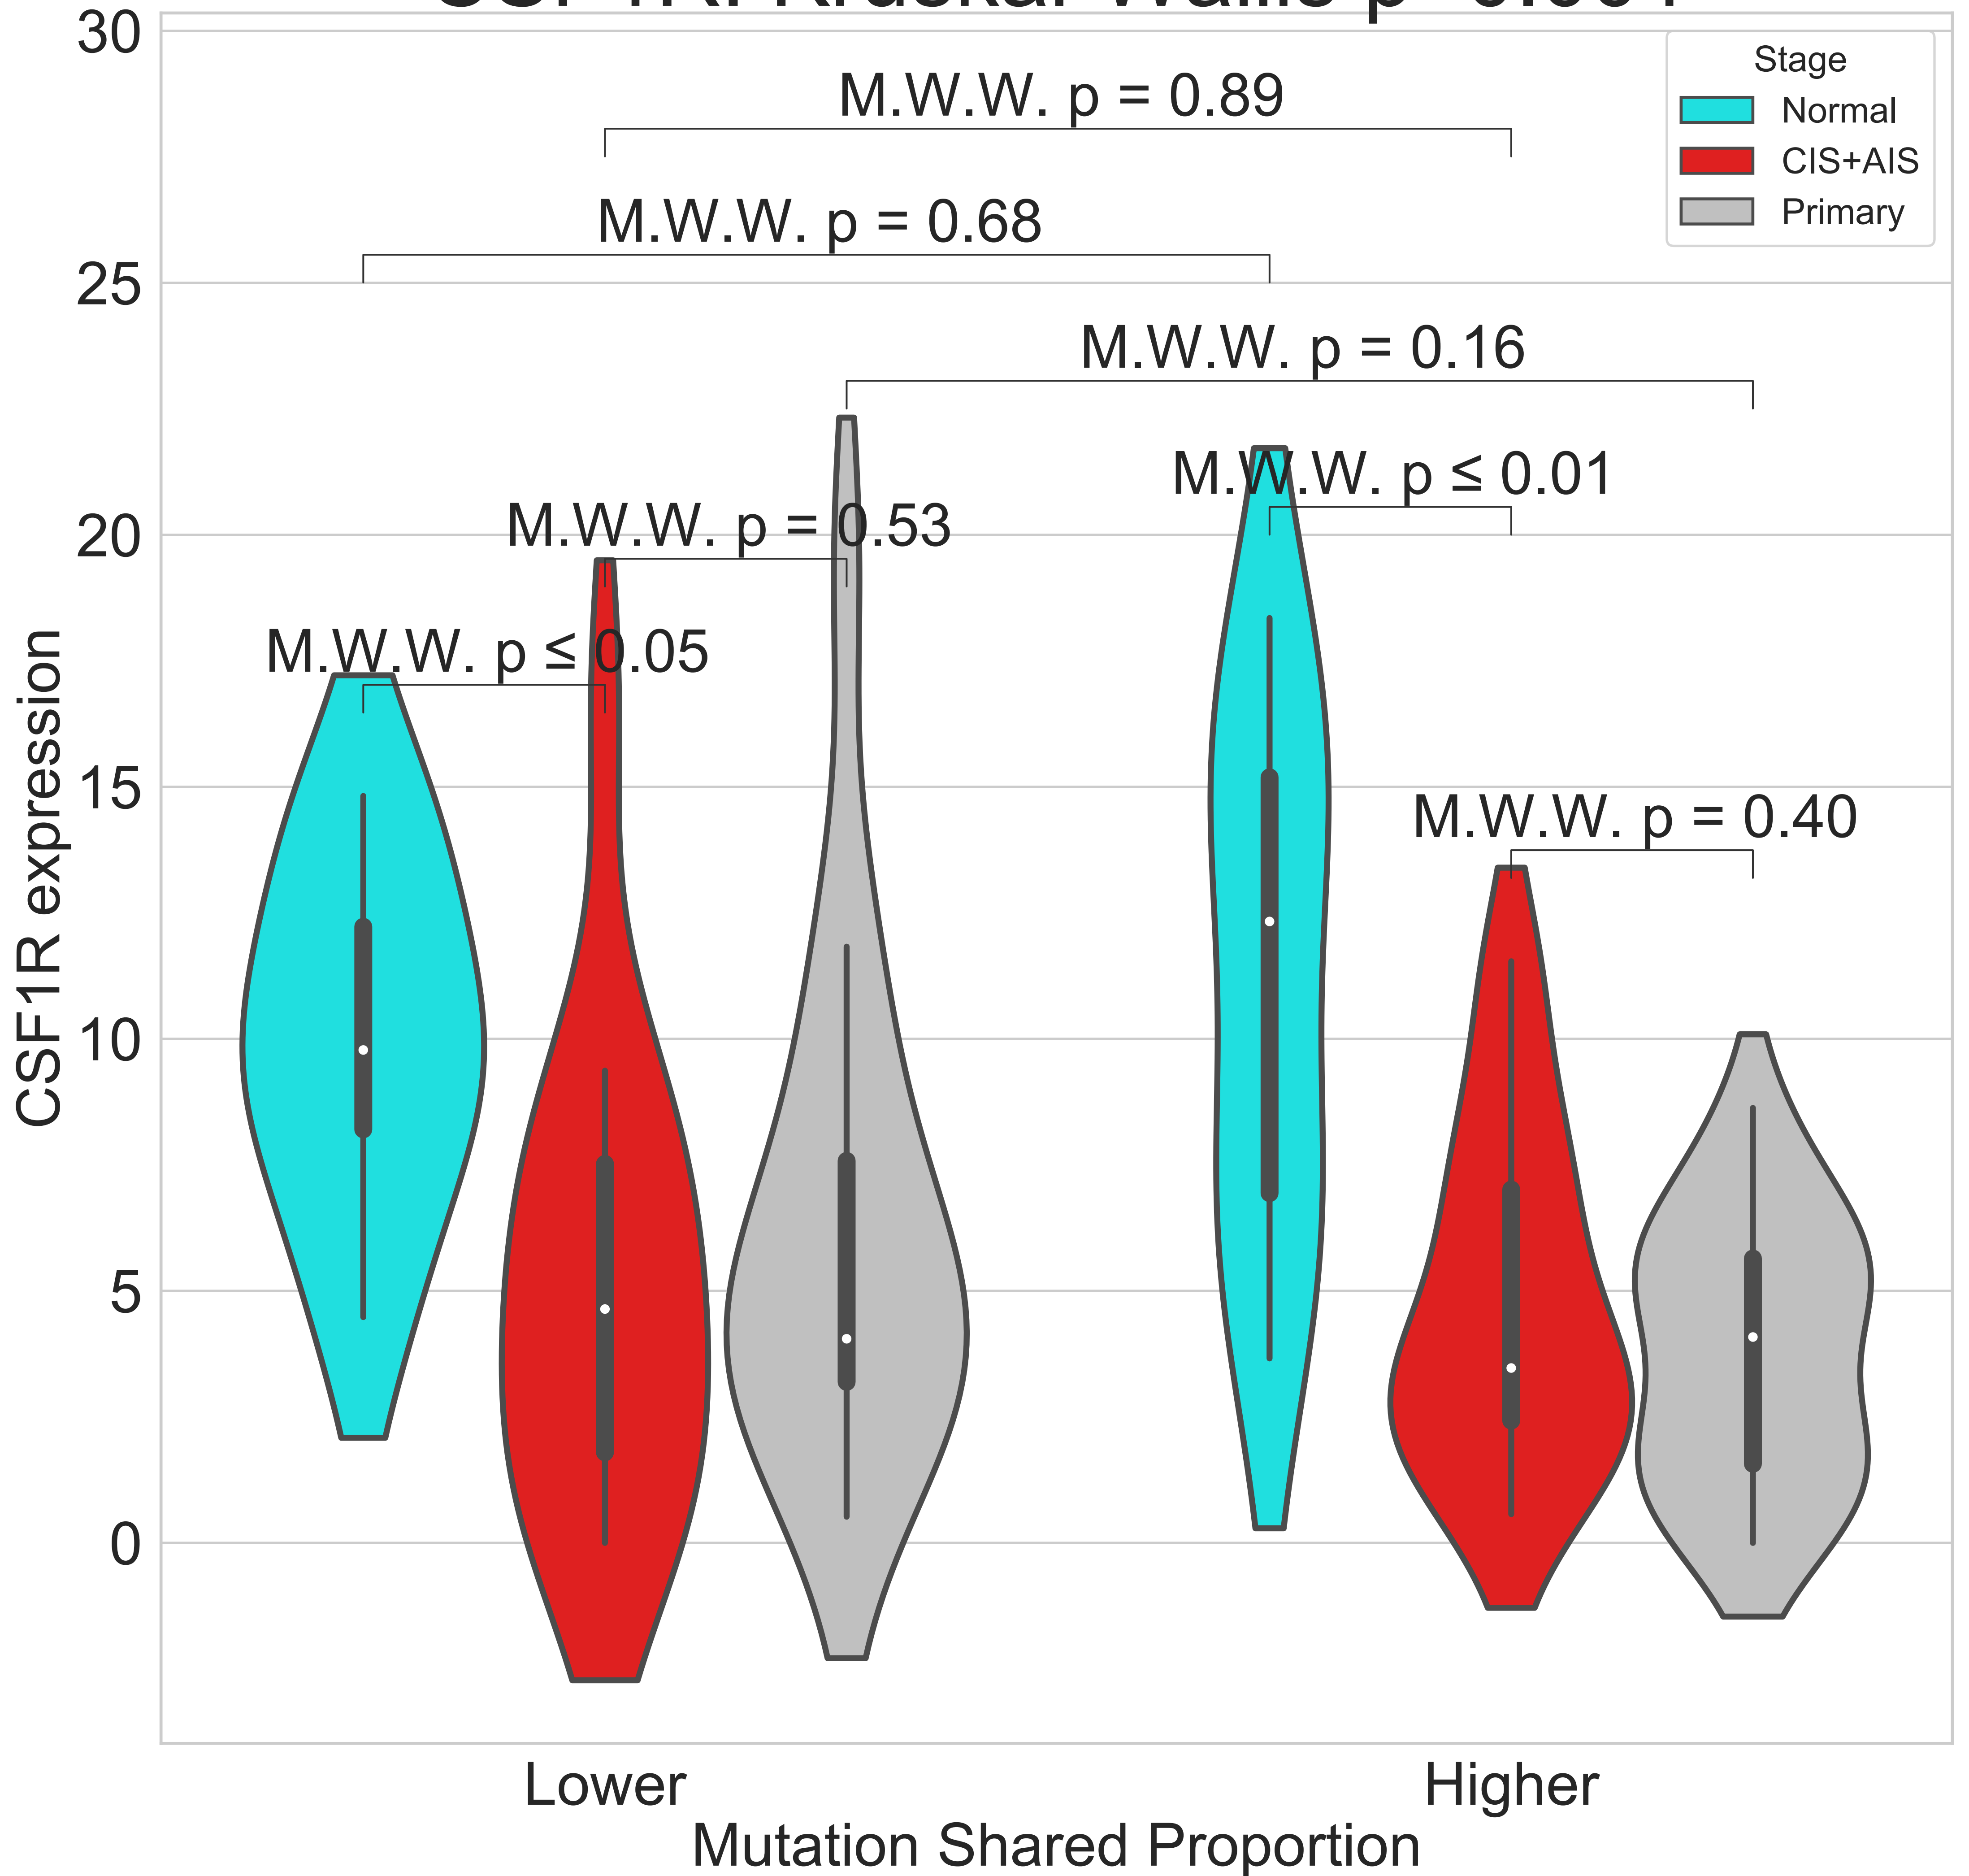 30
25
20
15
10
5
0
CSF1R expression
M.W.W. p = 0.89
M.W.W. p = 0.68
M.W.W. p = 0.16
M.W.W. p ≤ 0.01
M.W.W. p = 0.53
M.W.W. p ≤ 0.05
M.W.W. p = 0.40
Stage
Normal
CIS+AIS
Primary
Lower
Higher
Mutation Shared Proportion